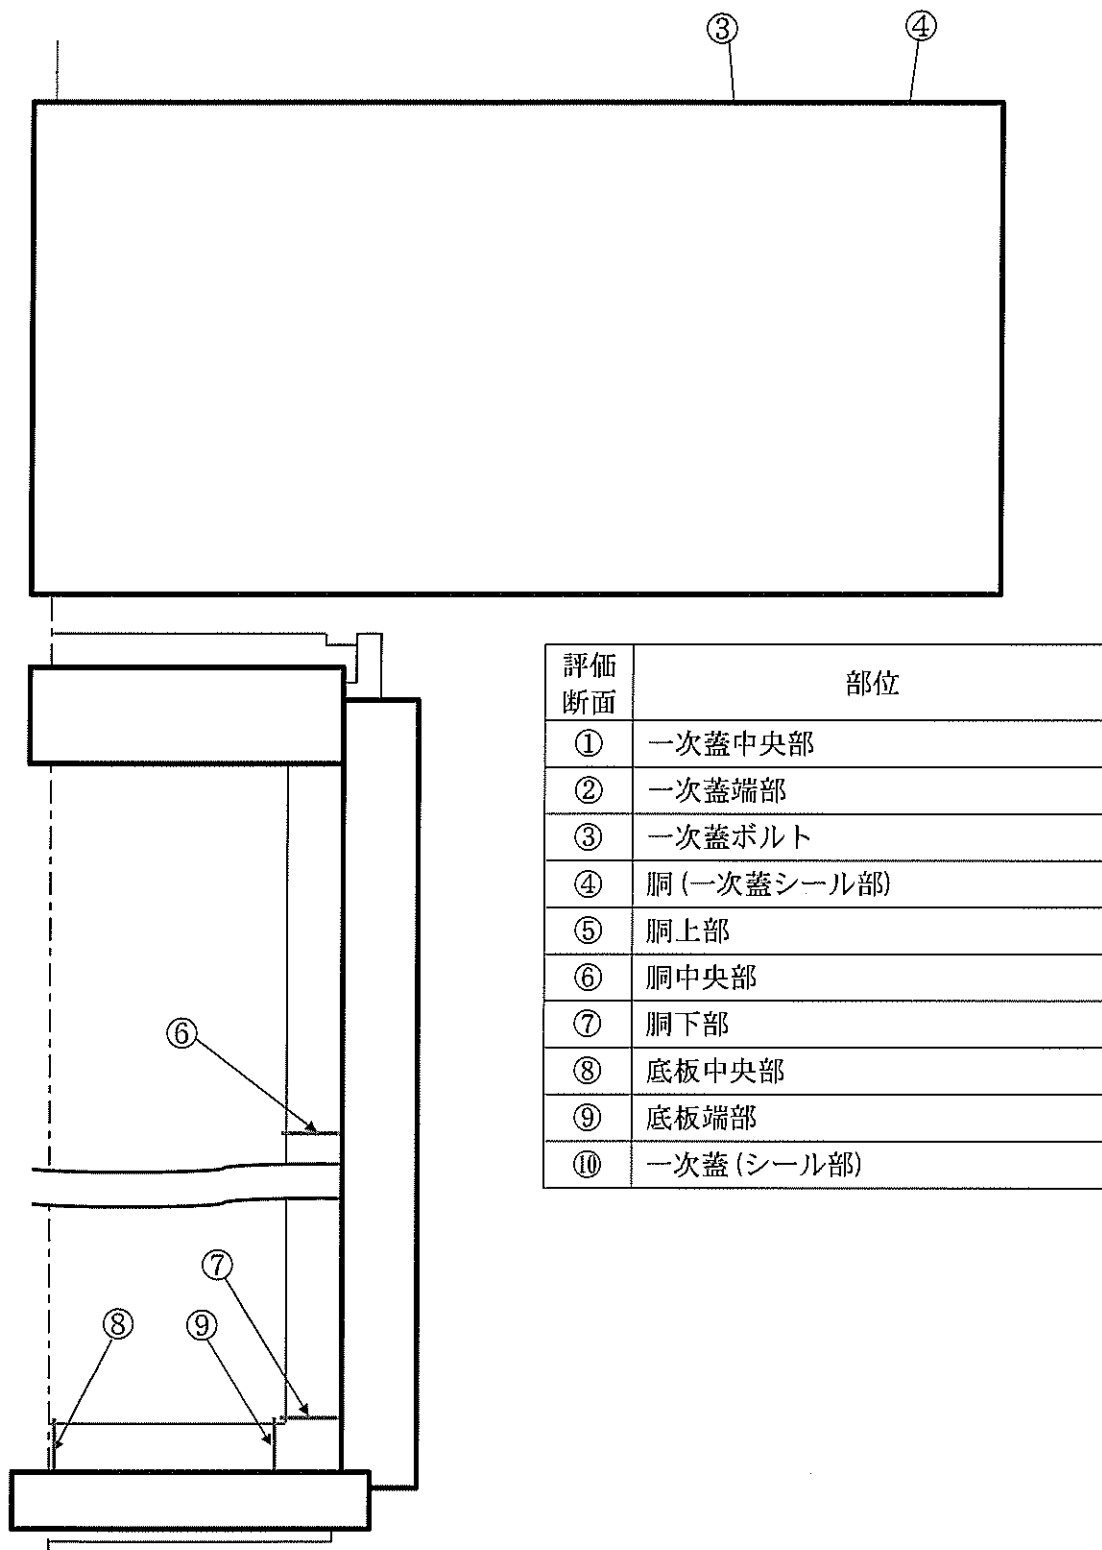 ③ ④
評価断面 部位
① 一次蓋中央部
② 一次蓋端部
③ 一次蓋ボルト
④ 胴(一次蓋シール部)
⑤ 胴上部
⑥ 胴中央部
⑦ 胴下部
⑧ 底板中央部
⑨ 底板端部
⑩ 一次蓋(シール部)
⑥
⑦
⑧ ⑨